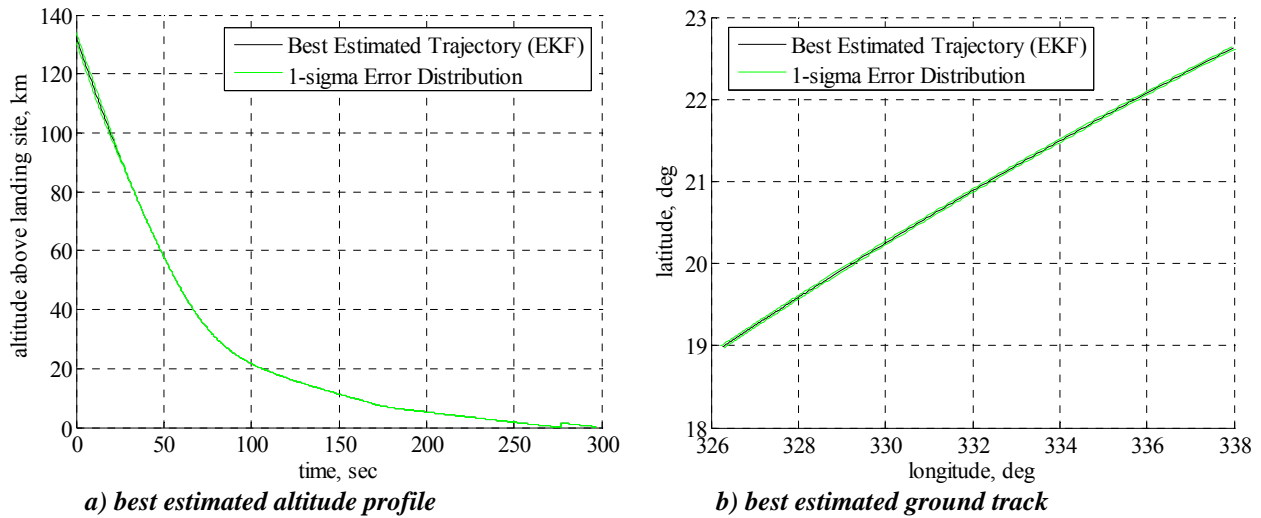 140
120
100
80
60
40
20
0
altitude above landing site, km
Best Estimated Trajectory (EKF)
1-sigma Error Distribution
0 50 100 150 200 250 300
time, sec
a) best estimated altitude profile
23
22
21
20
19
18
latitude, deg
Best Estimated Trajectory (EKF)
1-sigma Error Distribution
326 328 330 332 334 336 338
longitude, deg
b) best estimated ground track